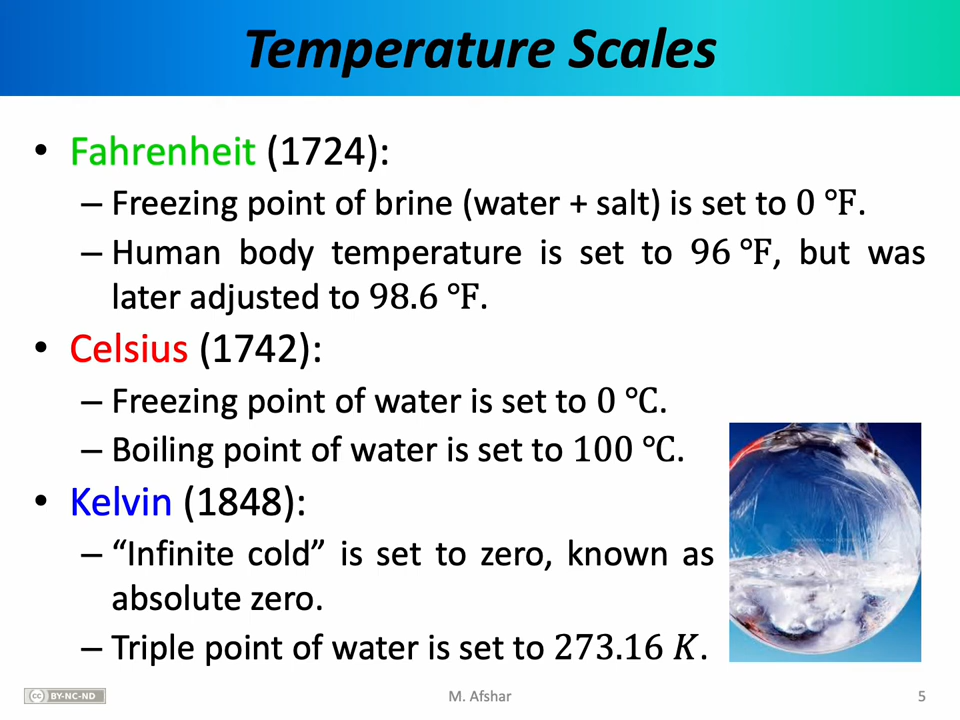 Temperature Scales
• Fahrenheit (1724):
– Freezing point of brine (water + salt) is set to 0 °F.
– Human body temperature is set to 96 °F, but was
later adjusted to 98.6 °F.
• Celsius (1742):
– Freezing point of water is set to 0 °C.
– Boiling point of water is set to 100 °C.
• Kelvin (1848):
– “Infinite cold” is set to zero, known as
absolute zero.
– Triple point of water is set to 273.16 K.
cc BY-NC-ND
M. Afshar
5